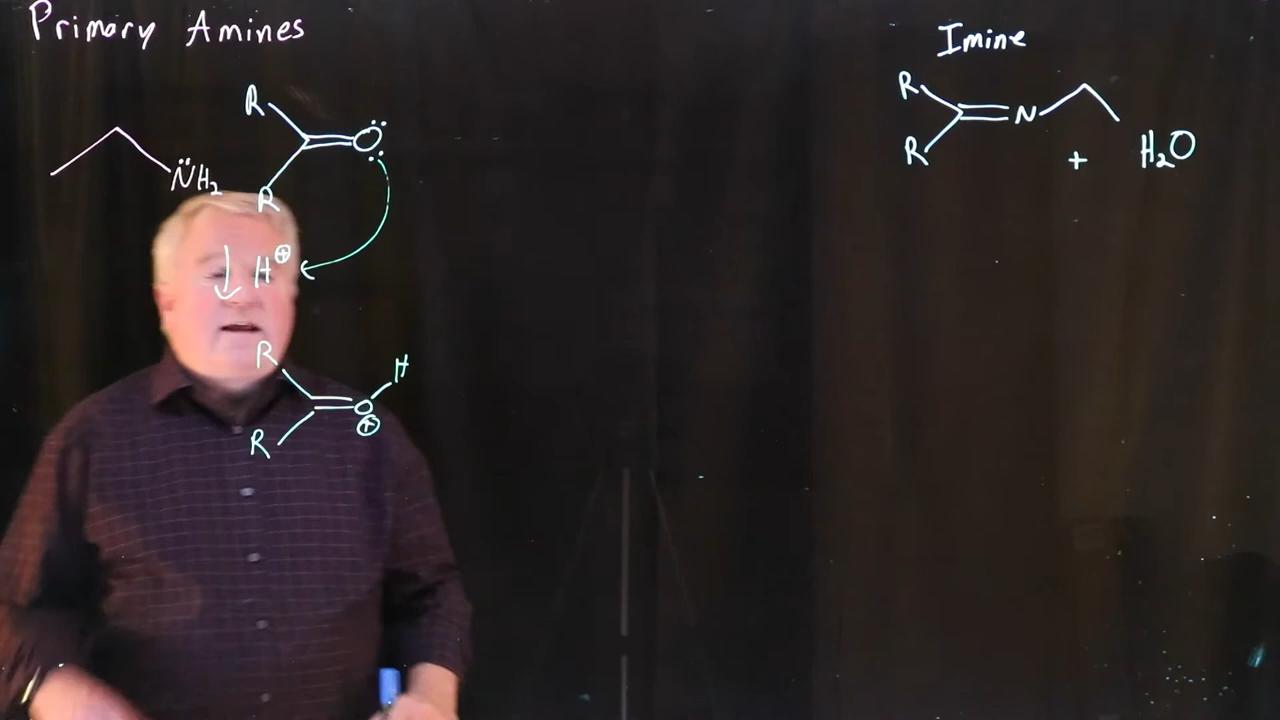 Primary Amines
Imine
R
O
R
NH₂
H⊕
R
H
O
⊕
R
R
N
R
+ H₂O